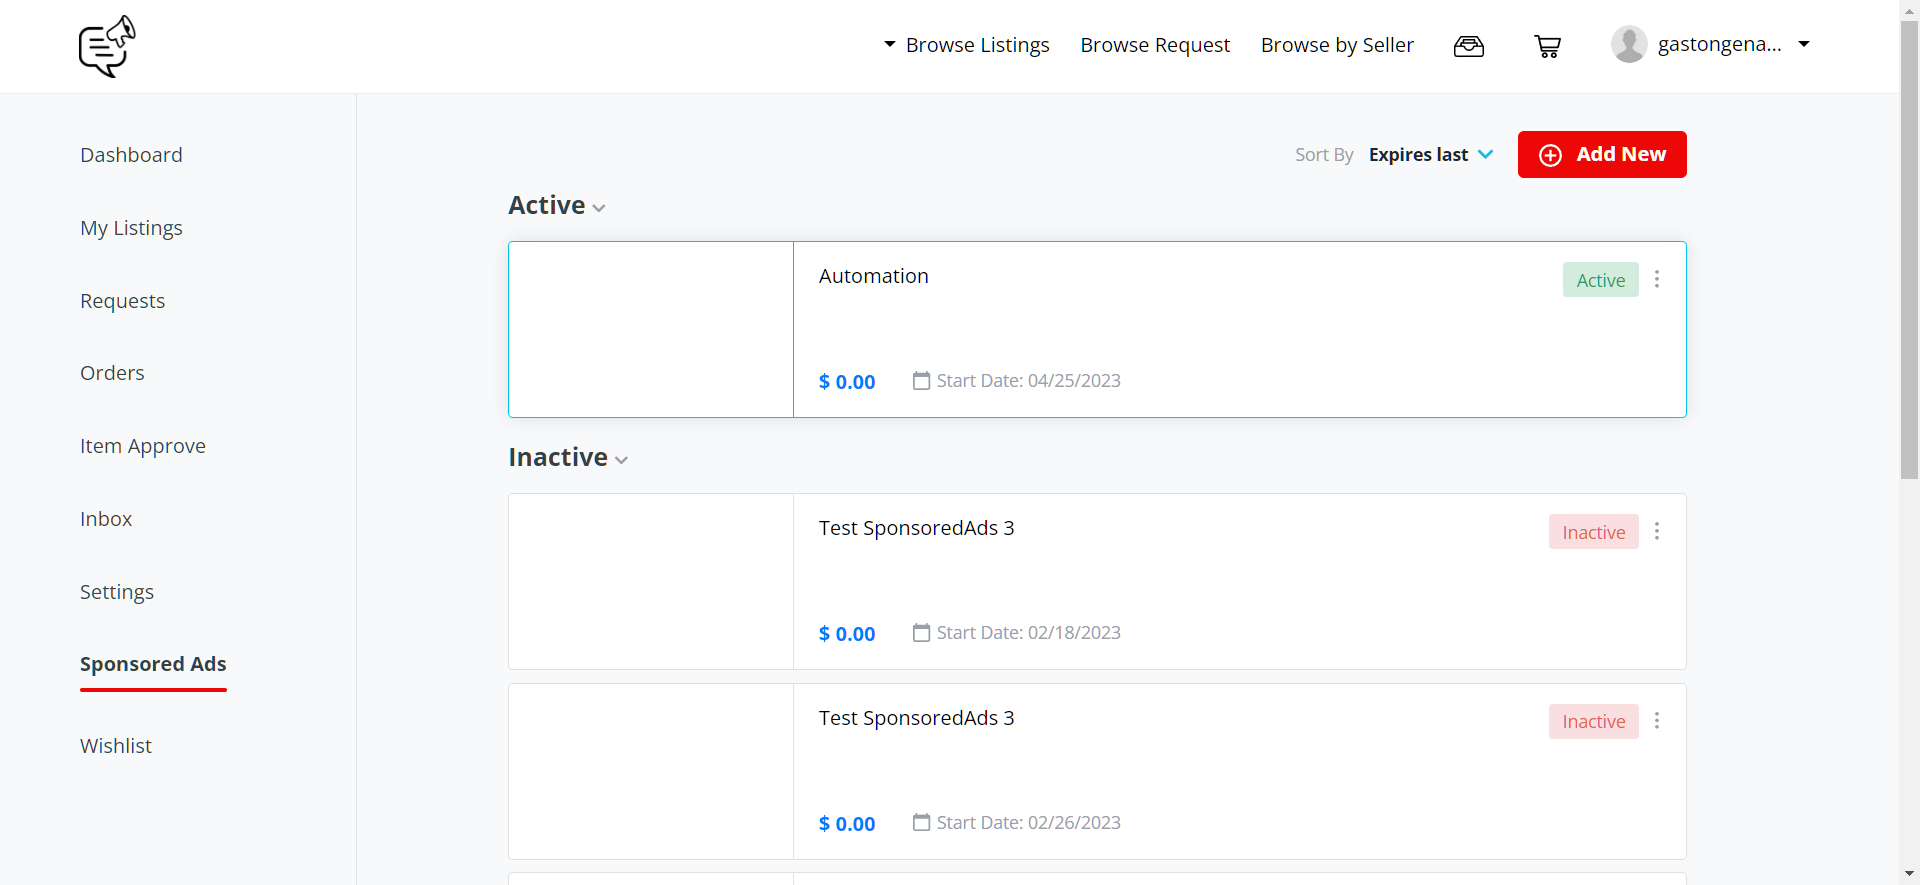 Browse Listings
Browse Request
Browse by Seller
gastongena...
Dashboard
My Listings
Requests
Orders
Item Approve
Inbox
Settings
Sponsored Ads
Wishlist
Sort By Expires last
Add New
Active
Automation
Active
$ 0.00
Start Date: 04/25/2023
Inactive
Test SponsoredAds 3
Inactive
$ 0.00
Start Date: 02/18/2023
Test SponsoredAds 3
Inactive
$ 0.00
Start Date: 02/26/2023